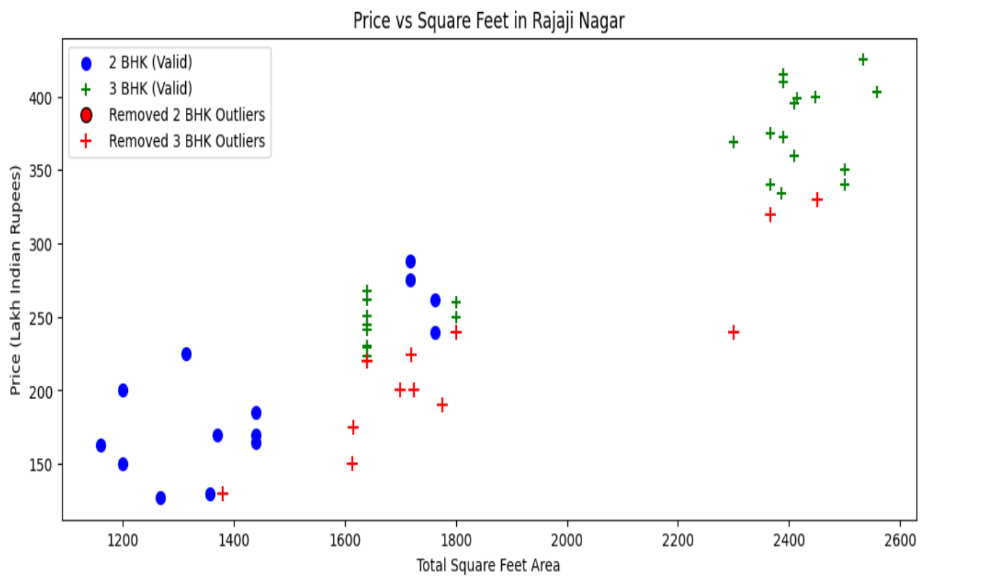 Price vs Square Feet in Rajaji Nagar
2 BHK (Valid)
3 BHK (Valid)
Removed 2 BHK Outliers
Removed 3 BHK Outliers
Price (Lakh Indian Rupees)
400
350
300
250
200
150
1200 1400 1600 1800 2000 2200 2400 2600
Total Square Feet Area